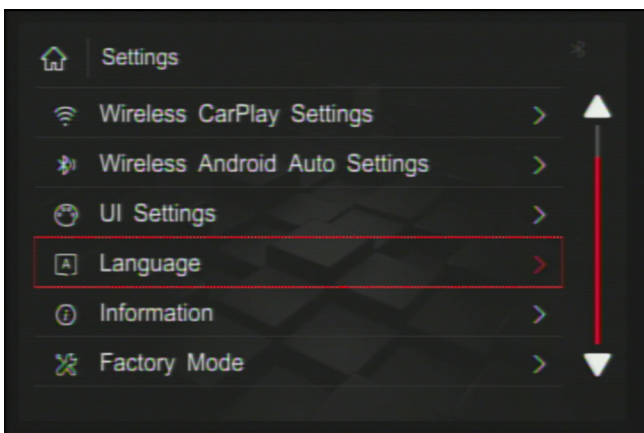 Settings
Wireless CarPlay Settings
Wireless Android Auto Settings
UI Settings
A Language
i Information
Factory Mode